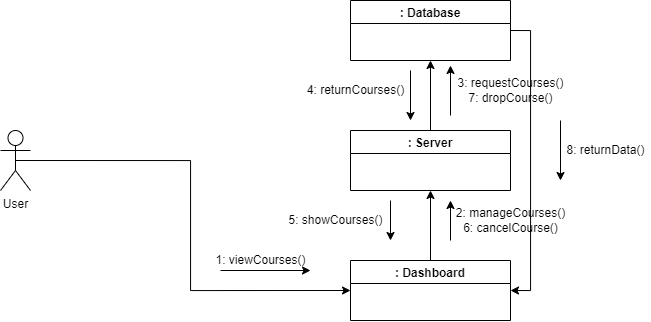 : Database
4: returnCourses()
3: requestCourses()
7: dropCourse()
: Server
8: returnData()
User
5: showCourses()
2: manageCourses()
6: cancelCourse()
1: viewCourses()
: Dashboard